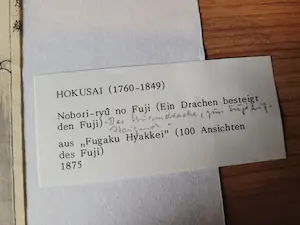 HOKUSAI (1760-1849)
Nobori-ryû no Fuji (Ein Drachen besteigt
den Fuji)
aus „Fugaku Hyakkei" (100 Ansichten
des Fuji)
1875